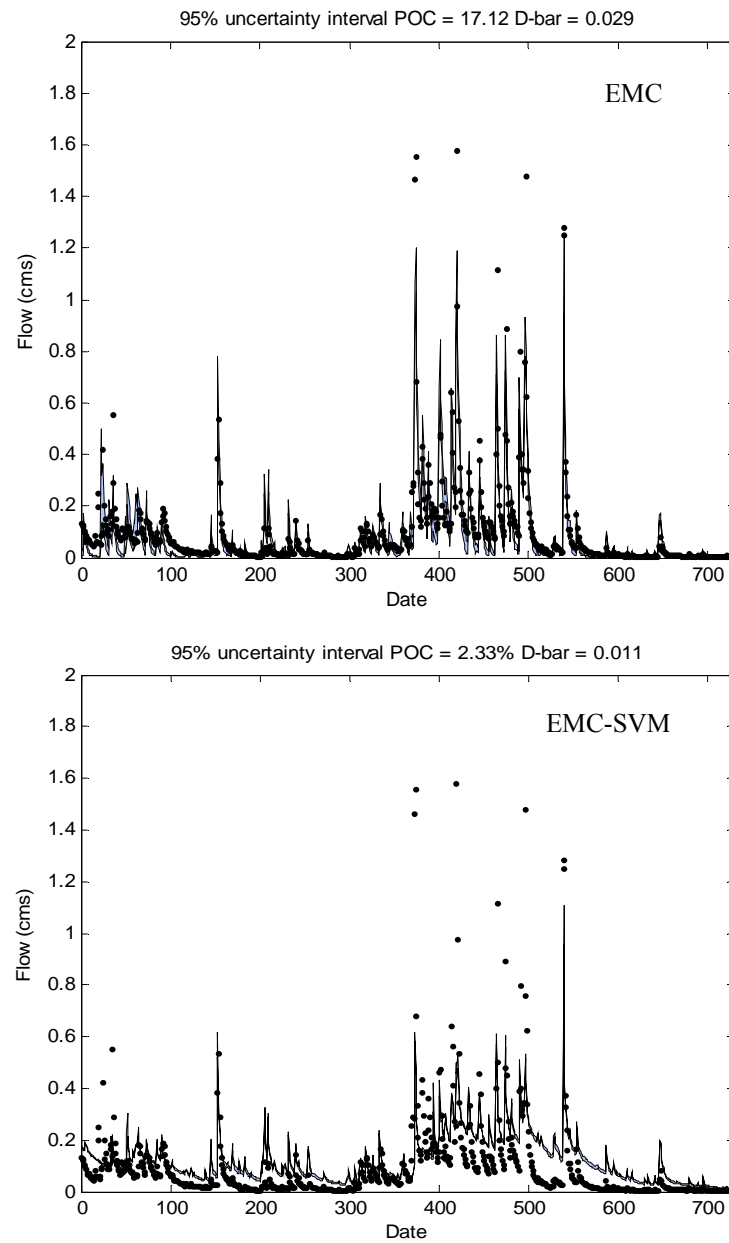 95% uncertainty interval POC = 17.12 D-bar = 0.029
2
1.8
1.6
1.4
1.2
1
0.8
0.6
0.4
0.2
0
Flow (cms)
EMC
0 100 200 300 400 500 600 700
Date
95% uncertainty interval POC = 2.33% D-bar = 0.011
2
1.8
1.6
1.4
1.2
1
0.8
0.6
0.4
0.2
0
Flow (cms)
EMC-SVM
0 100 200 300 400 500 600 700
Date